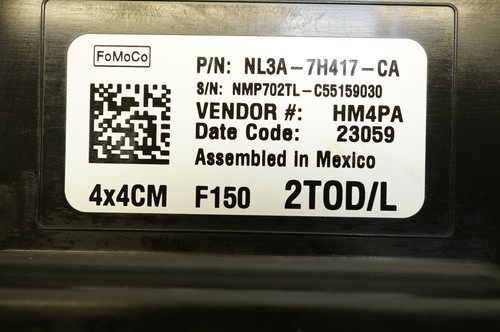 FoMoCo
P/N: NL3A-7H417-CA
S/N: NMP702TL-C55159030
VENDOR #: HM4PA
Date Code: 23059
Assembled in Mexico
4x4CM F150 2TOD/L